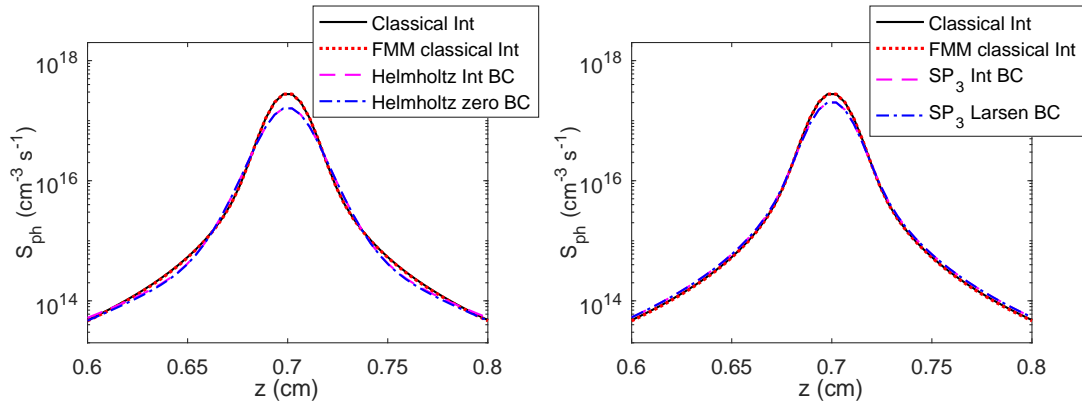 Classical Int
FMM classical Int
Helmholtz Int BC
Helmholtz zero BC
10^18
10^16
10^14
S_ph (cm^-3 s^-1)
0.6
0.65
0.7
0.75
0.8
z (cm)
Classical Int
FMM classical Int
SP_3 Int BC
SP_3 Larsen BC
10^18
10^16
10^14
S_ph (cm^-3 s^-1)
0.6
0.65
0.7
0.75
0.8
z (cm)